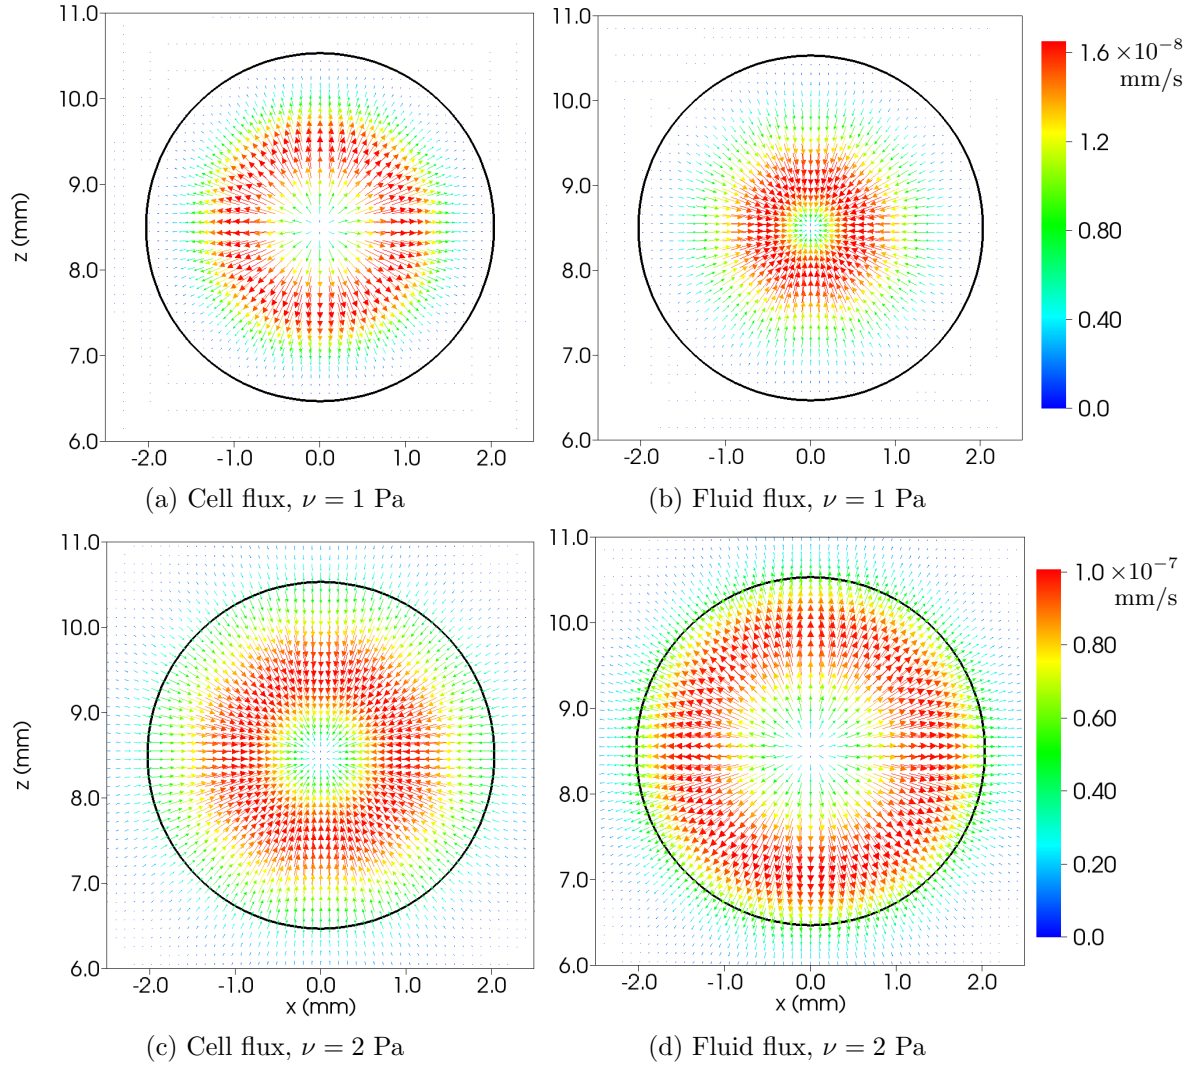 11.0
10.0
9.0
8.0
7.0
6.0
z (mm)
-2.0 -1.0 0.0 1.0 2.0
(a) Cell flux, ν = 1 Pa
11.0
10.0
9.0
8.0
7.0
6.0
-2.0 -1.0 0.0 1.0 2.0
(b) Fluid flux, ν = 1 Pa
1.6 ×10⁻⁸
mm/s
1.2
0.80
0.40
0.0
11.0
10.0
9.0
8.0
7.0
6.0
z (mm)
-2.0 -1.0 0.0 1.0 2.0
x (mm)
(c) Cell flux, ν = 2 Pa
11.0
10.0
9.0
8.0
7.0
6.0
-2.0 -1.0 0.0 1.0 2.0
x (mm)
(d) Fluid flux, ν = 2 Pa
1.0 ×10⁻⁷
mm/s
0.80
0.60
0.40
0.20
0.0